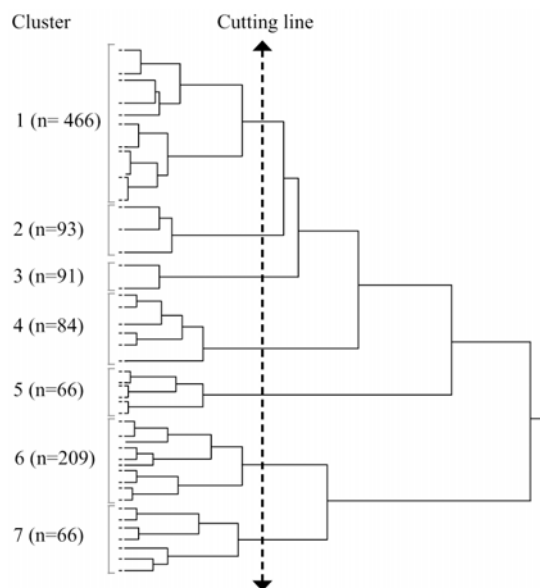 Cluster Cutting line
1 (n= 466)
2 (n=93)
3 (n=91)
4 (n=84)
5 (n=66)
6 (n=209)
7 (n=66)